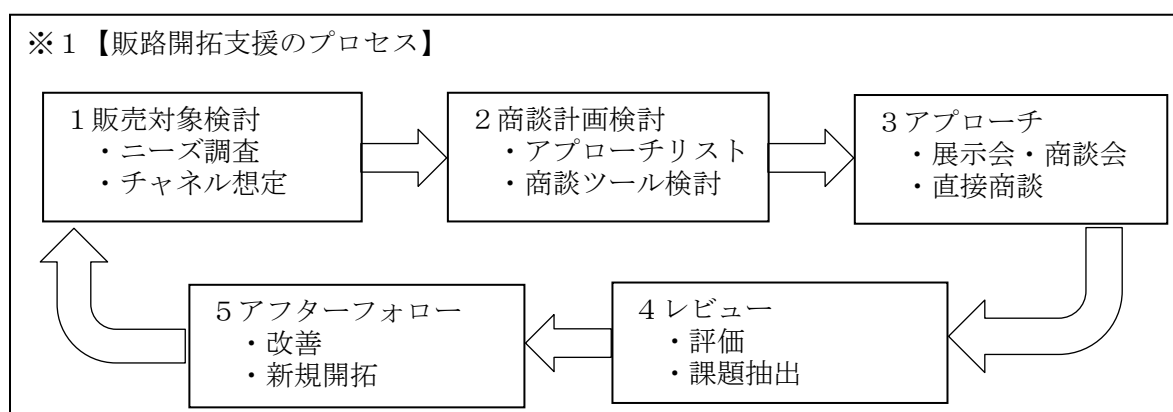 ※１【販路開拓支援のプロセス】
１販売対象検討
・ニーズ調査
・チャネル想定
２商談計画検討
・アプローチリスト
・商談ツール検討
３アプローチ
・展示会・商談会
・直接商談
４レビュー
・評価
・課題抽出
５アフターフォロー
・改善
・新規開拓